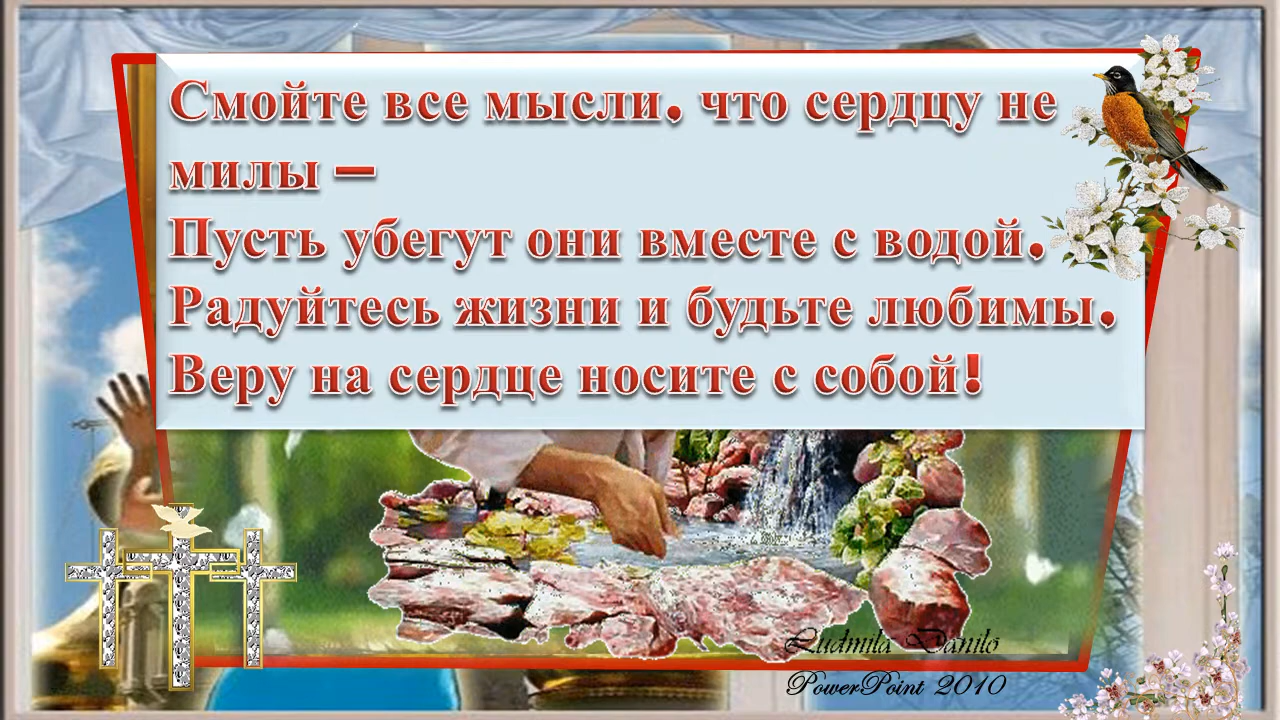 Смойте все мысли, что сердцу не
милы –
Пусть убегут они вместе с водой,
Радуйтесь жизни и будьте любимы,
Веру на сердце носите с собой!
Ludmila Danilo
PowerPoint 2010